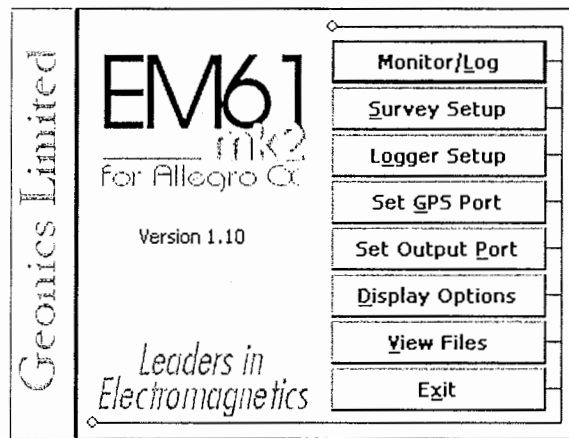 Geonics Limited
EM61
mk2
for Allegro CX
Version 1.10
Leaders in
Electromagnetics
Monitor/Log
Survey Setup
Logger Setup
Set GPS Port
Set Output Port
Display Options
View Files
Exit